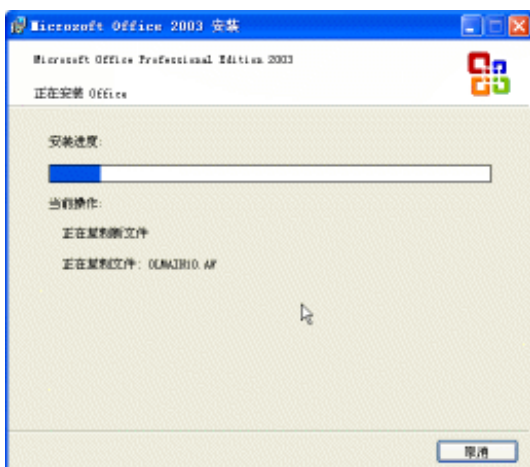 Microsoft Office 2003 安装
Microsoft Office Professional Edition 2003
正在安装 Office
安装进度:
当前操作:
正在复制新文件
正在复制文件:
取消